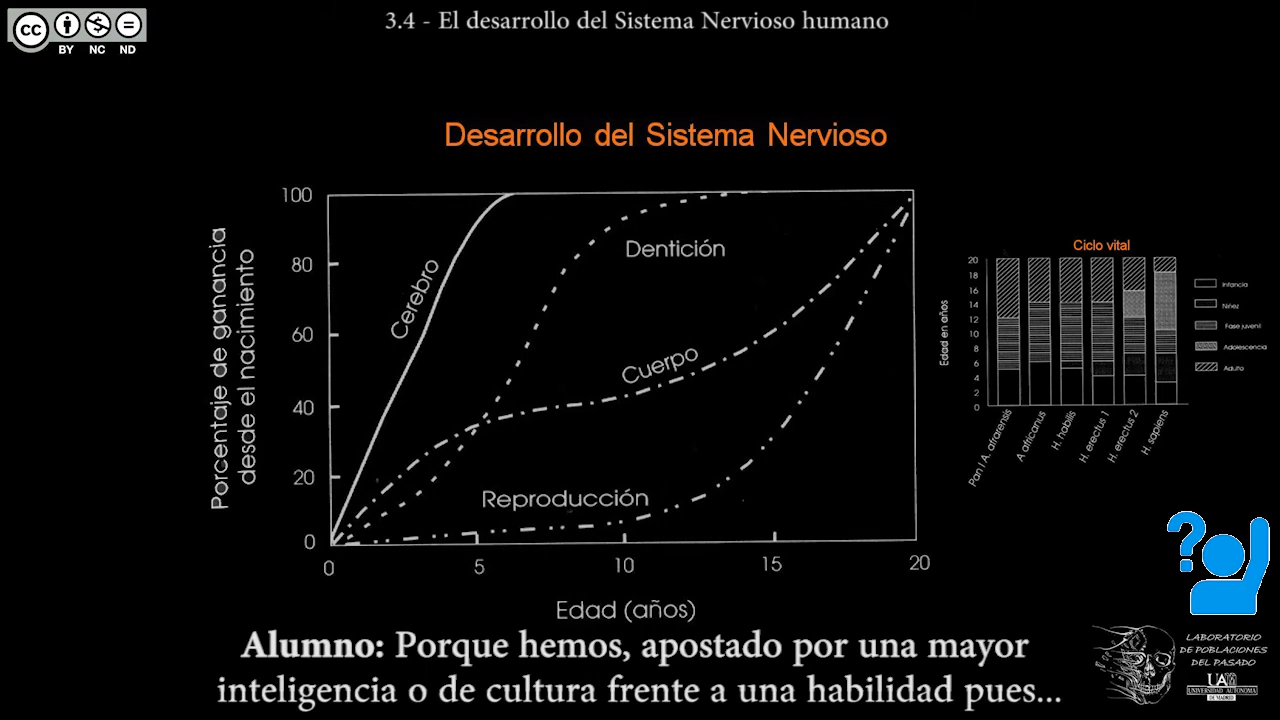 3.4 - El desarrollo del Sistema Nervioso humano
cc
BY NC ND
Desarrollo del Sistema Nervioso
Porcentaje de ganancia
desde el nacimiento
100
80
60
40
20
0
Cerebro
Dentición
Cuerpo
Reproducción
0 5 10 15 20
Edad (años)
Ciclo vital
Edad en años
20
18
16
14
12
10
8
6
4
2
0
Infancia
Niñez
Fase juvenil
Adolescencia
Adulto
Pan / A. afrarensis
A africanus
H. habilis
H. erectus 1
H. erectus 2
H. sapiens
?
Alumno: Porque hemos, apostado por una mayor
inteligencia o de cultura frente a una habilidad pues...
LABORATORIO
DE POBLACIONES
DEL PASADO
UAM
UNIVERSIDAD AUTONOMA
DE MADRID